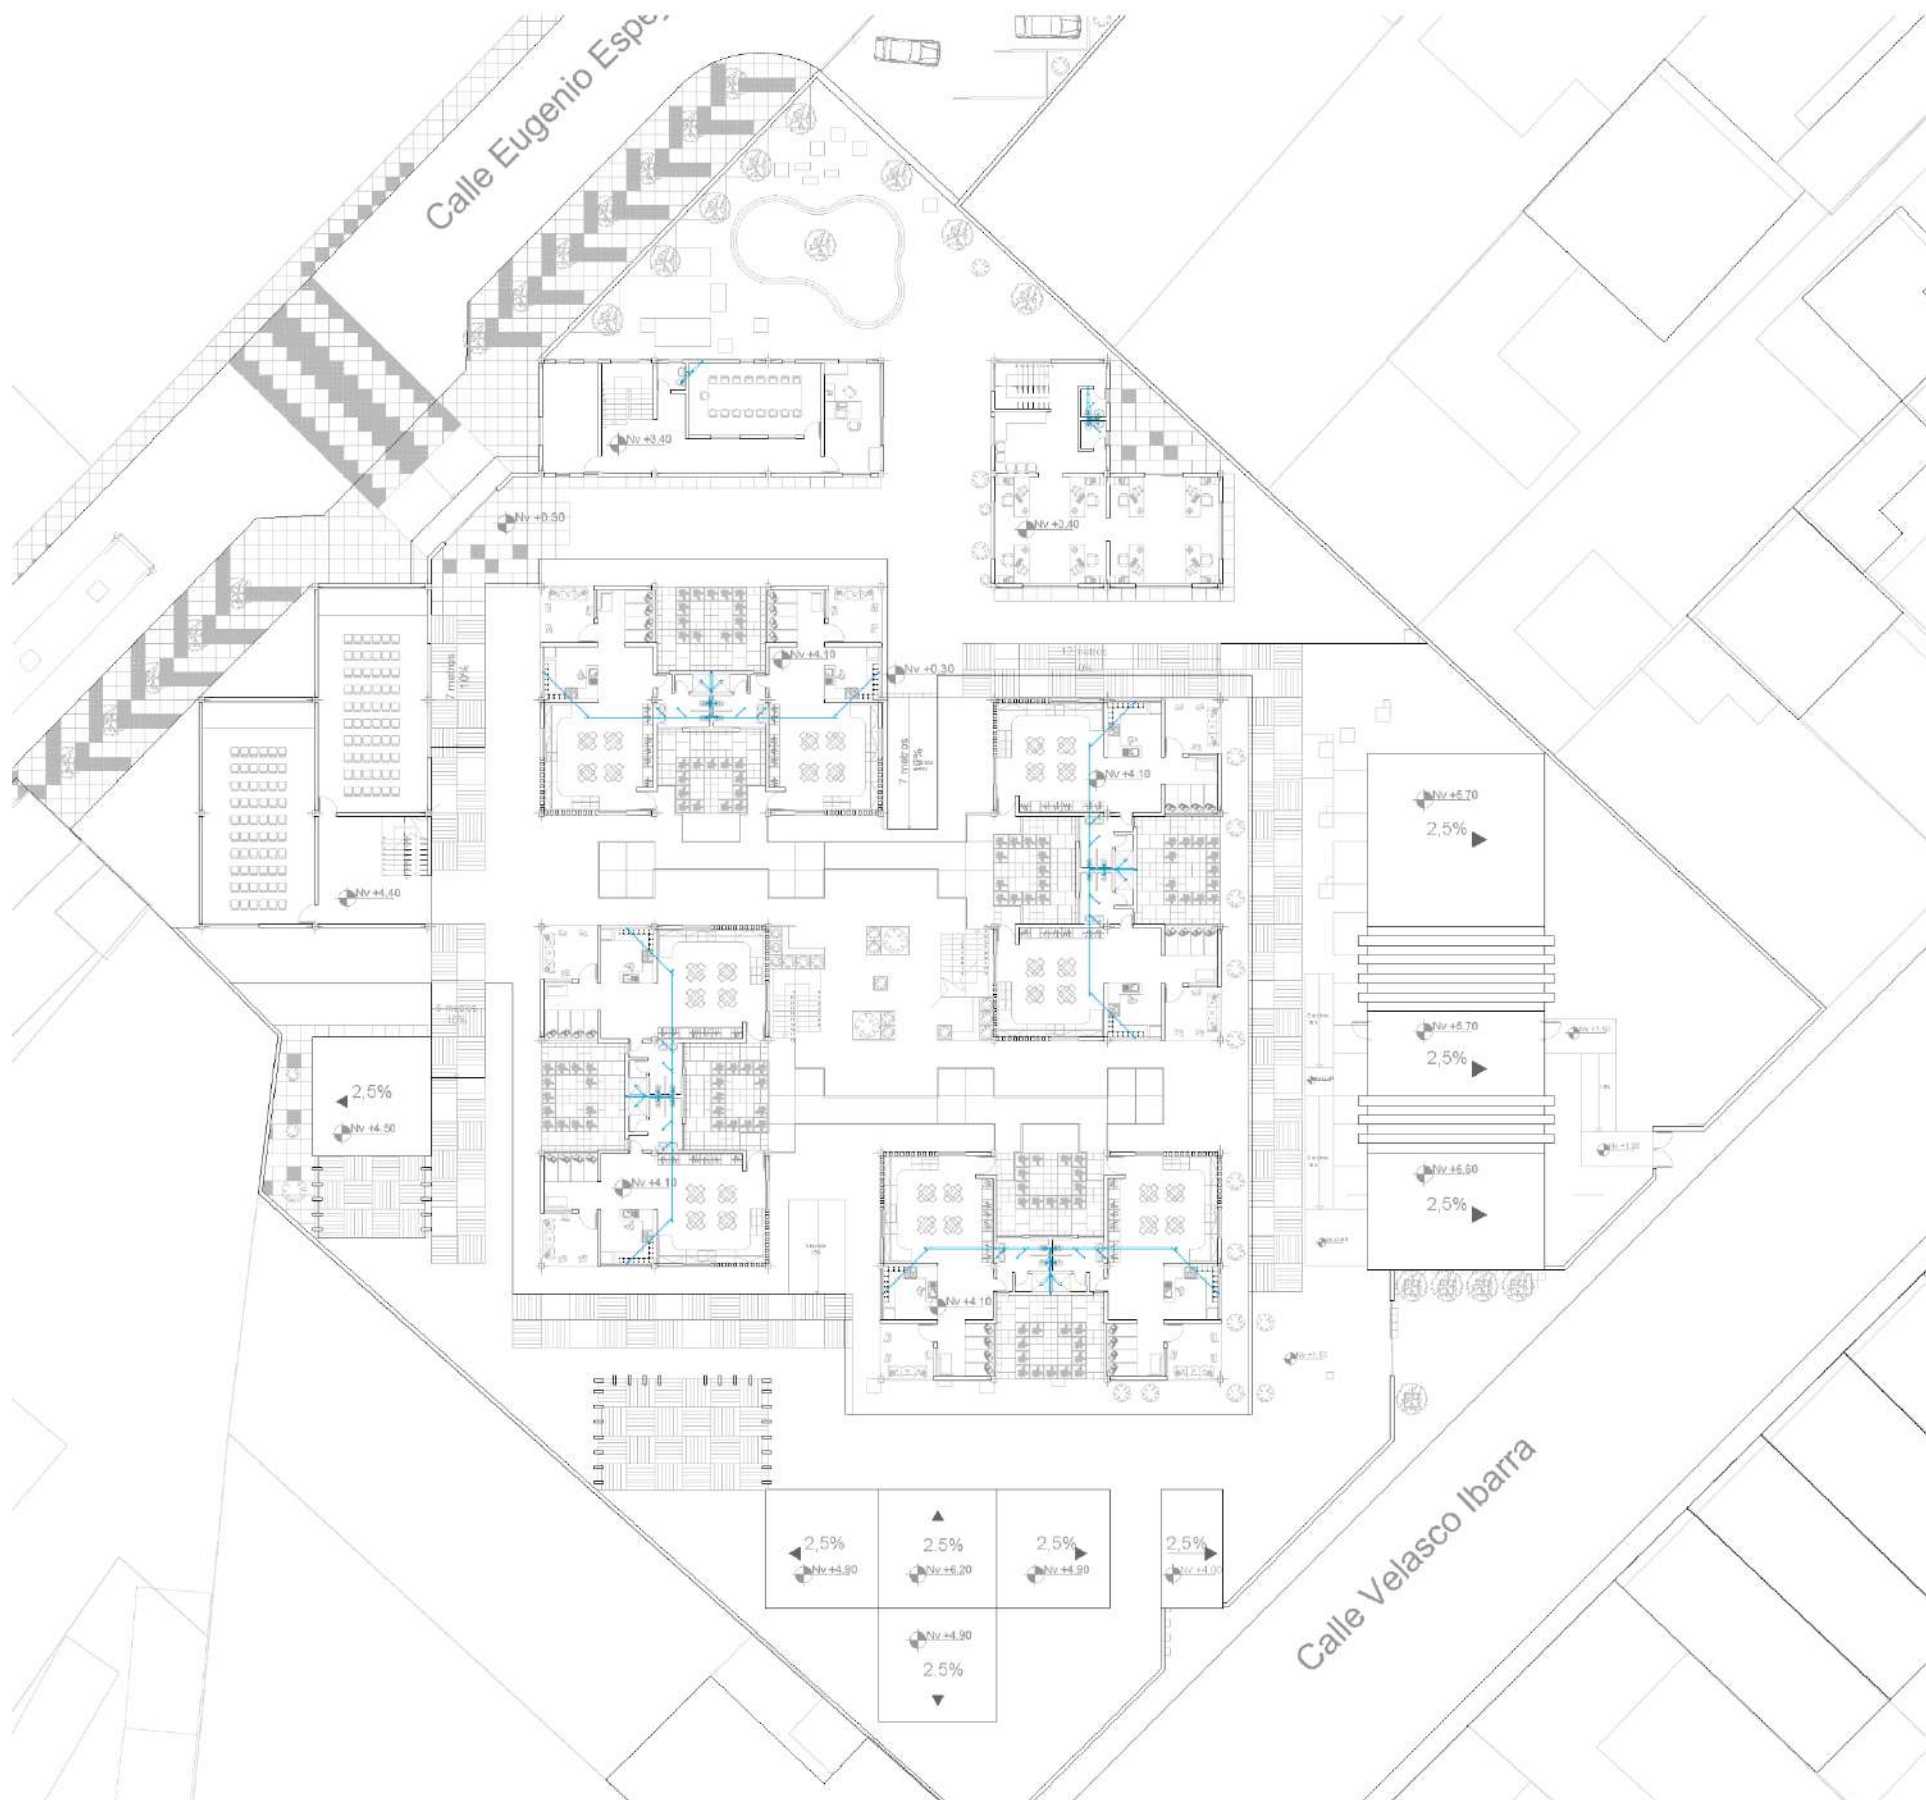 Calle Eugenio Espej
Nv +3,40
Nv +0.30
Nv +3,40
7 metros
10%
Nv +4.10
Nv +0.30
12 metros
7 metros
Nv +4.10
Nv +5.70
2,5%
Nv +4,40
Nv +5.70
2,5%
2,5%
Nv +4.50
Nv +6.60
2,5%
Nv +4.10
Nv +4.10
Calle Velasco Ibarra
2,5%
Nv +4.90
2.5%
Nv +6.20
2,5%
Nv +4.90
2,5%
Nv +4.90
2.5%